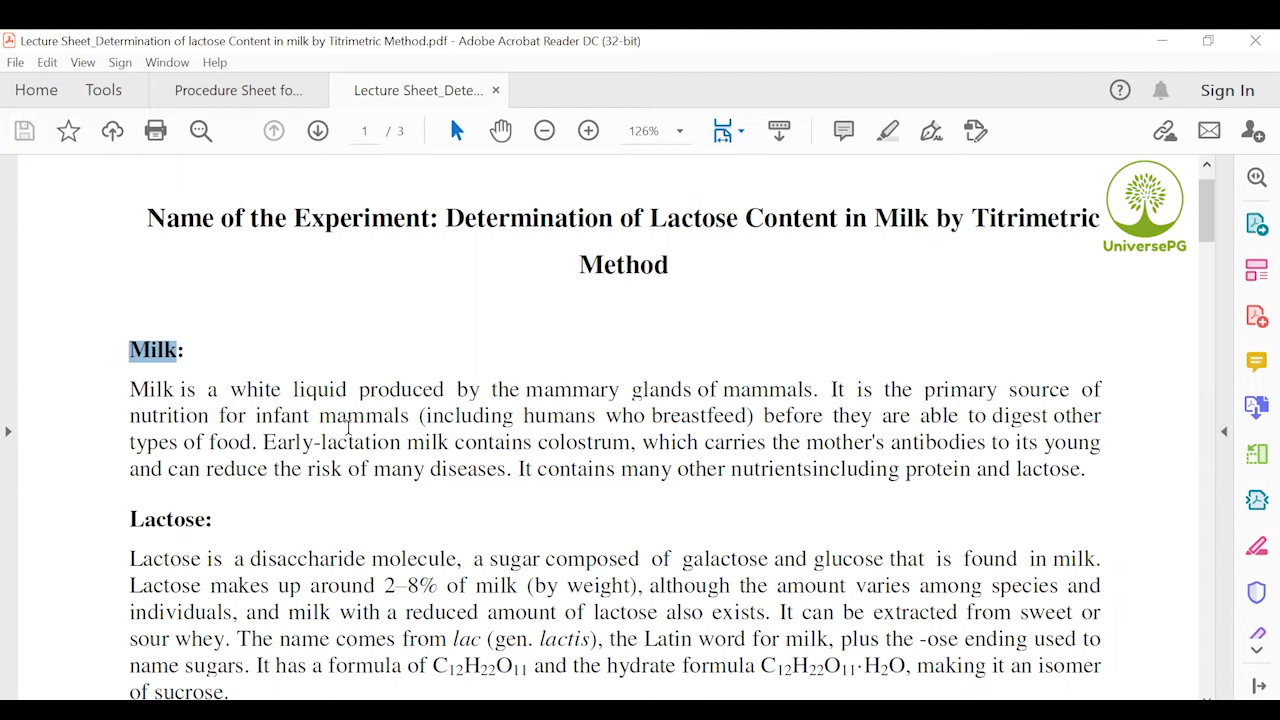 Lecture Sheet_Determination of lactose Content in milk by Titrimetric Method.pdf - Adobe Acrobat Reader DC (32-bit)
File Edit View Sign Window Help
Home Tools Procedure Sheet fo... Lecture Sheet_Dete... × Sign In
1 / 3 126%
UniversePG
Name of the Experiment: Determination of Lactose Content in Milk by Titrimetric
Method
Milk:
Milk is a white liquid produced by the mammary glands of mammals. It is the primary source of
nutrition for infant mammals (including humans who breastfeed) before they are able to digest other
types of food. Early-lactation milk contains colostrum, which carries the mother's antibodies to its young
and can reduce the risk of many diseases. It contains many other nutrientsincluding protein and lactose.
Lactose:
Lactose is a disaccharide molecule, a sugar composed of galactose and glucose that is found in milk.
Lactose makes up around 2–8% of milk (by weight), although the amount varies among species and
individuals, and milk with a reduced amount of lactose also exists. It can be extracted from sweet or
sour whey. The name comes from lac (gen. lactis), the Latin word for milk, plus the -ose ending used to
name sugars. It has a formula of C₁₂H₂₂O₁₁ and the hydrate formula C₁₂H₂₂O₁₁·H₂O, making it an isomer
of sucrose.